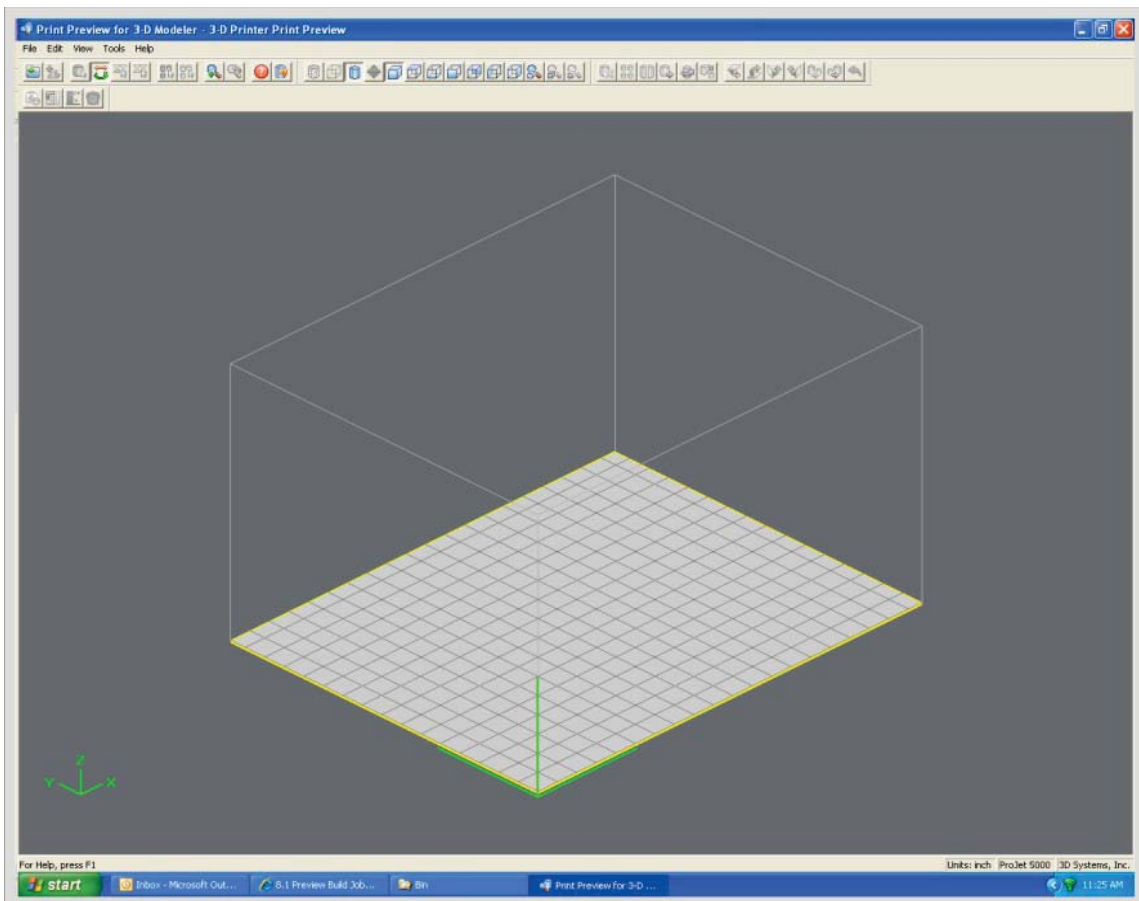 Print Preview for 3-D Modeler - 3-D Printer Print Preview
File Edit View Tools Help
Z
Y X
For Help, press F1
Units: inch ProJet 5000 3D Systems, Inc.
start Inbox - Microsoft Out... 8.1 Preview Build Job... Bin Print Preview for 3-D ... 11:25 AM